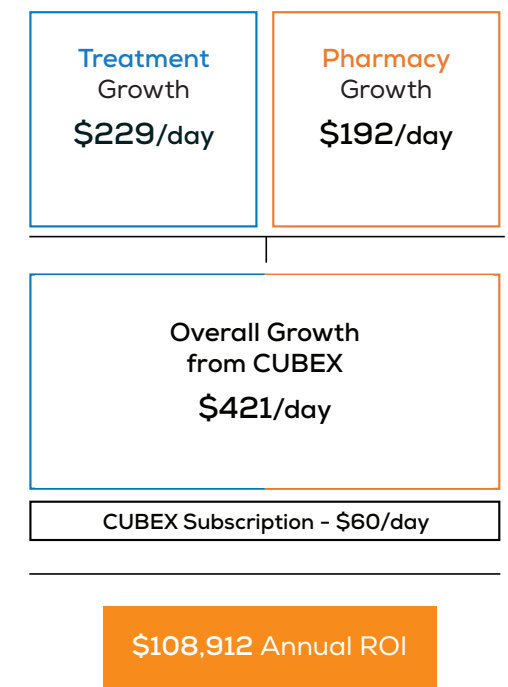 Treatment
Growth
$229/day
Pharmacy
Growth
$192/day
Overall Growth
from CUBEX
$421/day
CUBEX Subscription - $60/day
$108,912 Annual ROI